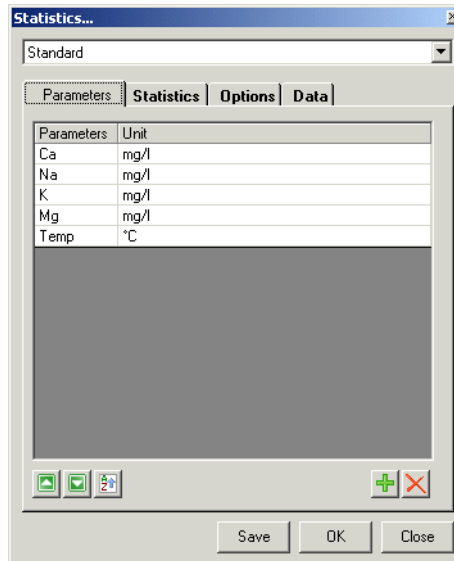 Statistics...
Standard
Parameters Statistics Options Data
Parameters Unit
Ca mg/l
Na mg/l
K mg/l
Mg mg/l
Temp °C
Save OK Close